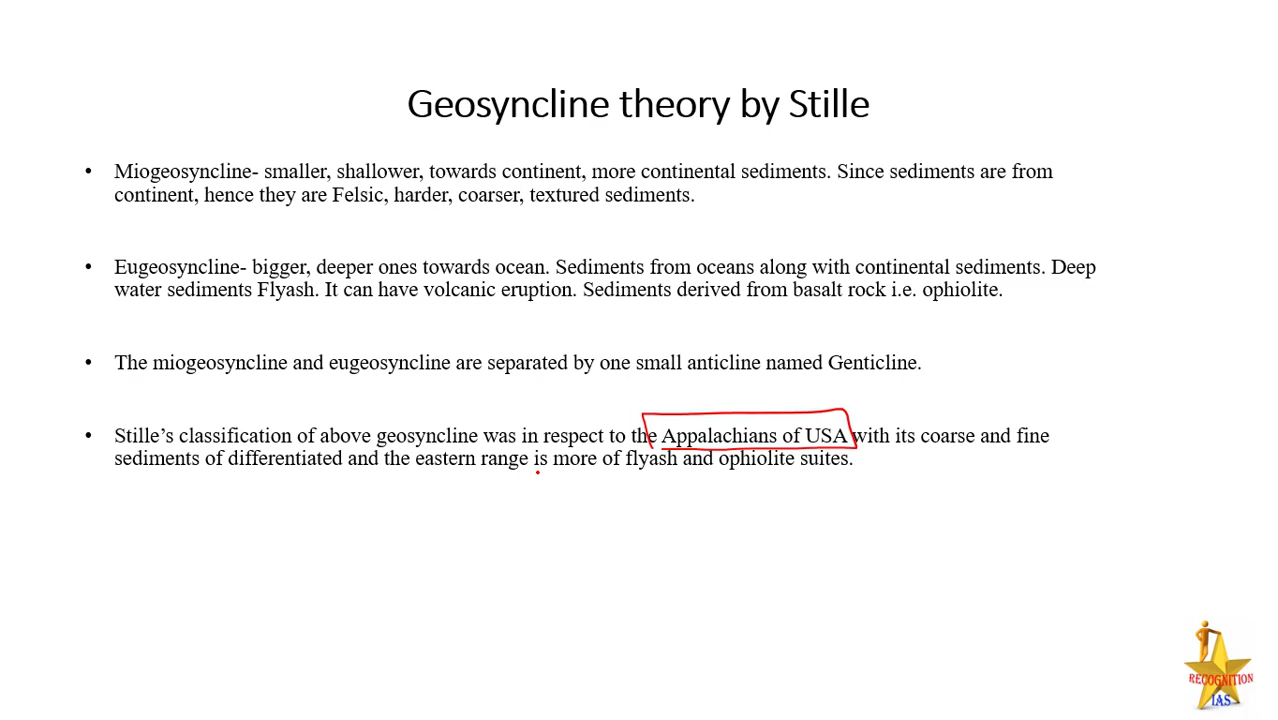 Geosyncline theory by Stille
• Miogeosyncline- smaller, shallower, towards continent, more continental sediments. Since sediments are from
continent, hence they are Felsic, harder, coarser, textured sediments.
• Eugeosyncline- bigger, deeper ones towards ocean. Sediments from oceans along with continental sediments. Deep
water sediments Flyash. It can have volcanic eruption. Sediments derived from basalt rock i.e. ophiolite.
• The miogeosyncline and eugeosyncline are separated by one small anticline named Genticline.
• Stille’s classification of above geosyncline was in respect to the Appalachians of USA with its coarse and fine
sediments of differentiated and the eastern range is more of flyash and ophiolite suites.
RECOGNITION
IAS